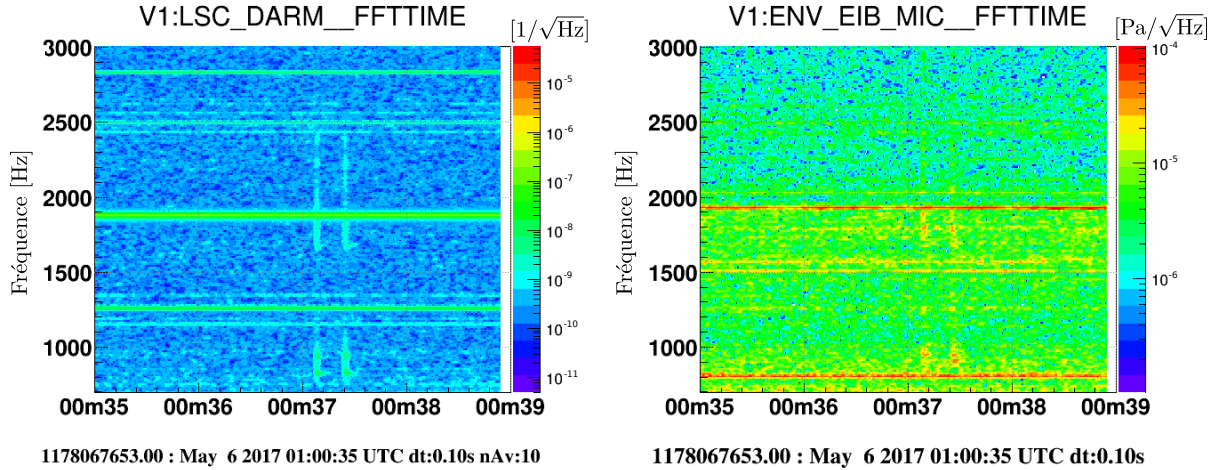 V1:LSC_DARM__FFTTIME
[1/√Hz]
Fréquence [Hz]
3000
2500
2000
1500
1000
10⁻⁵
10⁻⁶
10⁻⁷
10⁻⁸
10⁻⁹
10⁻¹⁰
10⁻¹¹
00m35 00m36 00m37 00m38 00m39
1178067653.00 : May 6 2017 01:00:35 UTC dt:0.10s nAv:10
V1:ENV_EIB_MIC__FFTTIME
[Pa/√Hz]
Fréquence [Hz]
3000
2500
2000
1500
1000
10⁻⁴
10⁻⁵
10⁻⁶
00m35 00m36 00m37 00m38 00m39
1178067653.00 : May 6 2017 01:00:35 UTC dt:0.10s